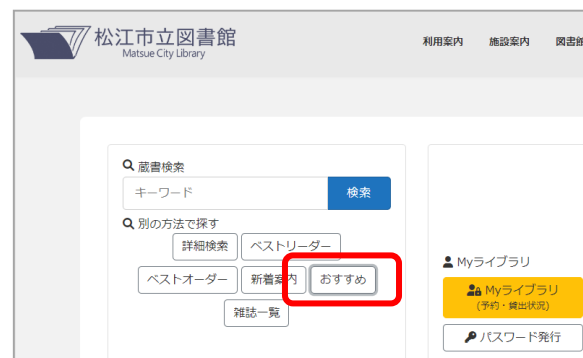 松江市立図書館
Matsue City Library
利用案内 施設案内 図書館
蔵書検索
キーワード 検索
別の方法で探す
詳細検索 ベストリーダー
ベストオーダー 新着案内 おすすめ
雑誌一覧
Myライブラリ
Myライブラリ
(予約・貸出状況)
パスワード発行